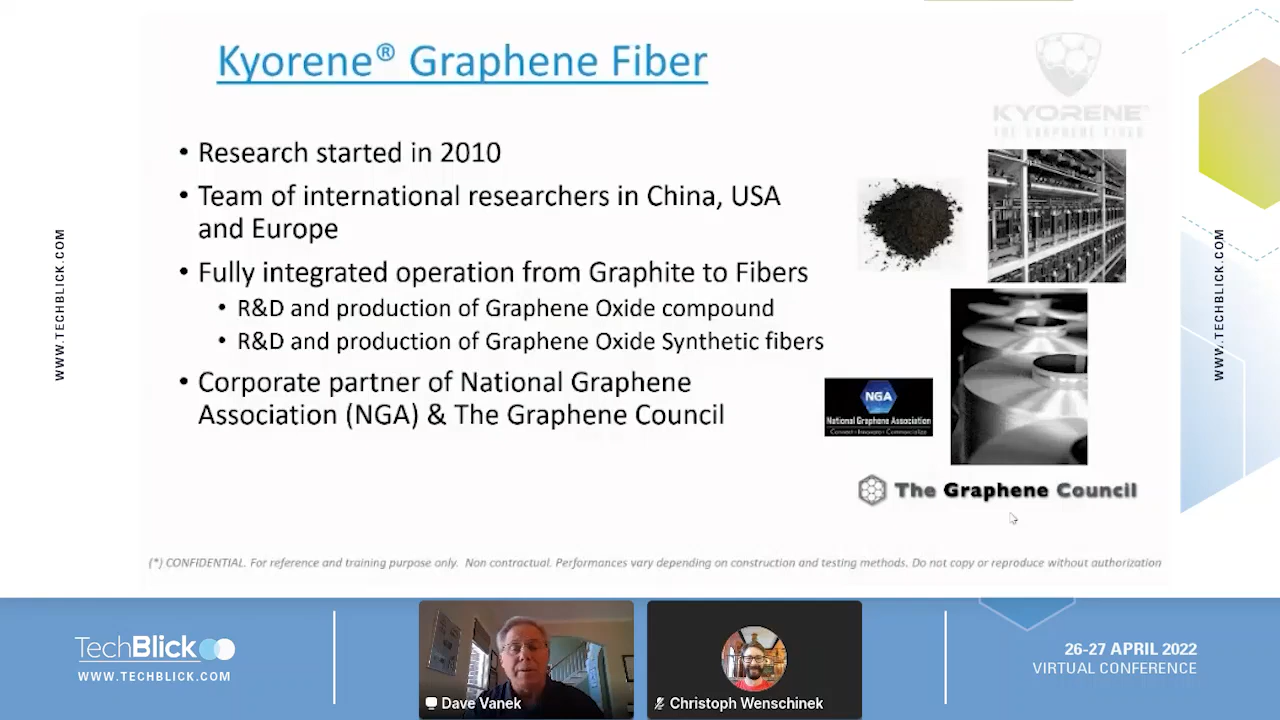 Kyorene® Graphene Fiber
KYORENE™
THE GRAPHENE FIBER
• Research started in 2010
• Team of international researchers in China, USA
and Europe
• Fully integrated operation from Graphite to Fibers
• R&D and production of Graphene Oxide compound
• R&D and production of Graphene Oxide Synthetic fibers
• Corporate partner of National Graphene
Association (NGA) & The Graphene Council
NGA
National Graphene Association
Connect • Innovate • Commercialize
The Graphene Council
(*) CONFIDENTIAL. For reference and training purpose only. Non contractual. Performances vary depending on construction and testing methods. Do not copy or reproduce without authorization
WWW.TECHBLICK.COM
WWW.TECHBLICK.COM
TechBlick
WWW.TECHBLICK.COM
Dave Vanek
Christoph Wenschinek
26-27 APRIL 2022
VIRTUAL CONFERENCE